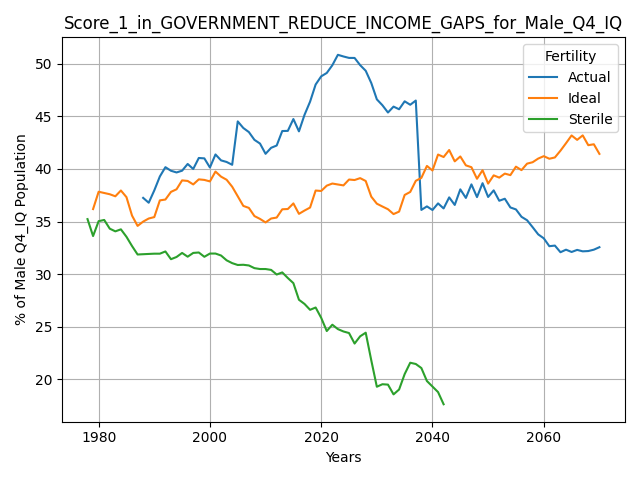 Score_1_in_GOVERNMENT_REDUCE_INCOME_GAPS_for_Male_Q4_IQ
Fertility
Actual
Ideal
Sterile
% of Male Q4_IQ Population
50
45
40
35
30
25
20
1980
2000
2020
2040
2060
Years